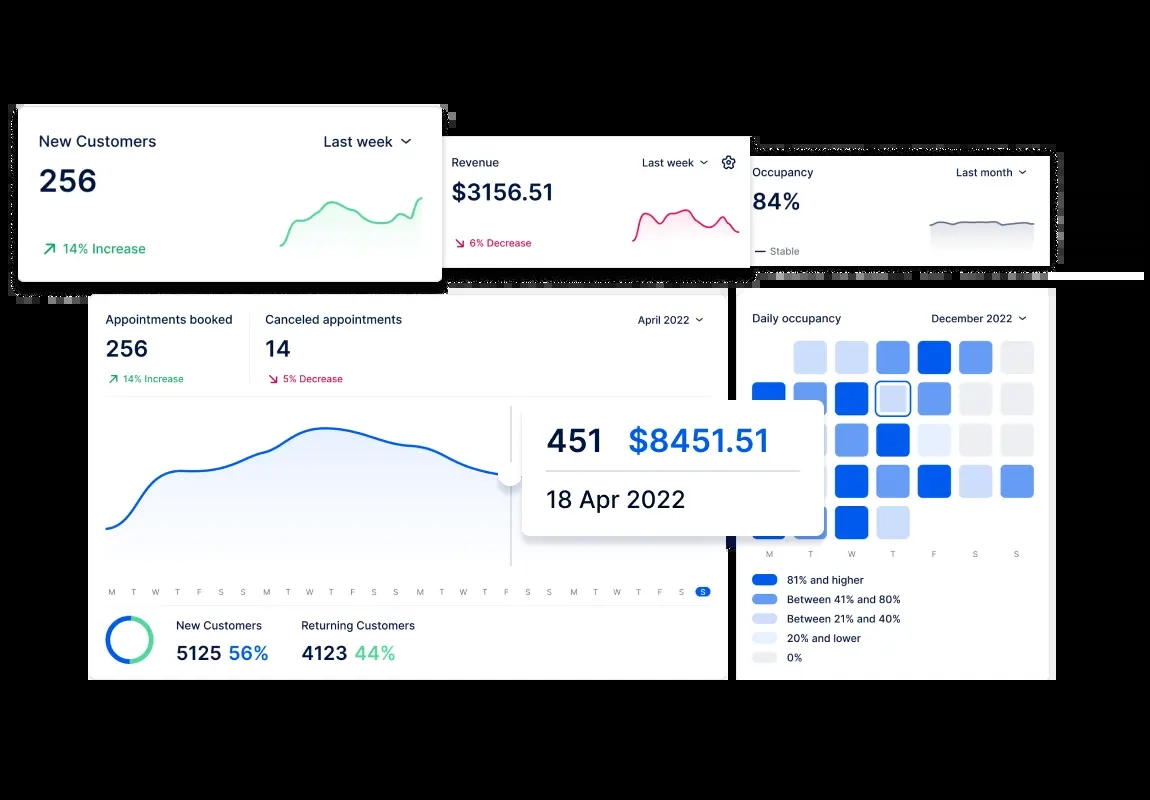 New Customers
Last week
256
14% Increase
Revenue
Last week
$3156.51
6% Decrease
Occupancy
Last month
84%
Stable
Appointments booked
256
14% Increase
Canceled appointments
14
5% Decrease
April 2022
451 $8451.51
18 Apr 2022
M T W T F S S M T W T F S S M T W T F S S M T W T F S S
New Customers
5125 56%
Returning Customers
4123 44%
Daily occupancy
December 2022
M T W T F S S
81% and higher
Between 41% and 80%
Between 21% and 40%
20% and lower
0%